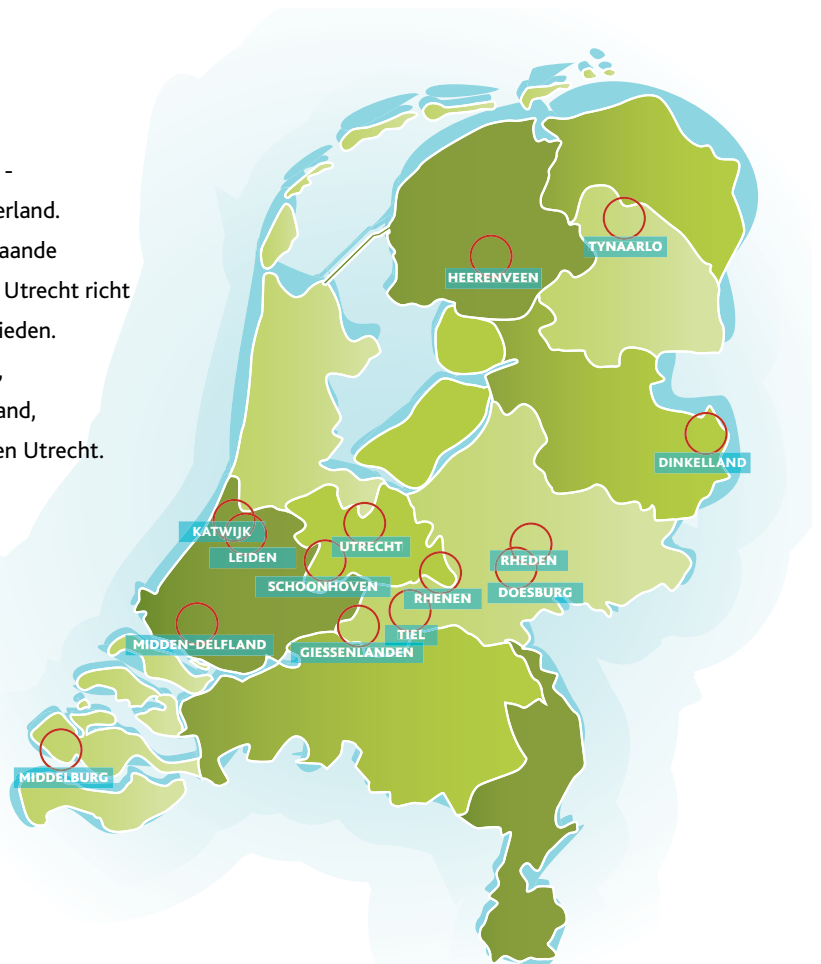 -
erland.
aande
Utrecht richt
ieden.
,
and,
en Utrecht.
TYNAARLO
HEERENVEEN
DINKELLAND
KATWIJK
UTRECHT
LEIDEN
RHEDEN
SCHOONHOVEN
DOESBURG
RHENEN
TIEL
MIDDEN-DELFLAND
GIESSENLANDEN
MIDDELBURG